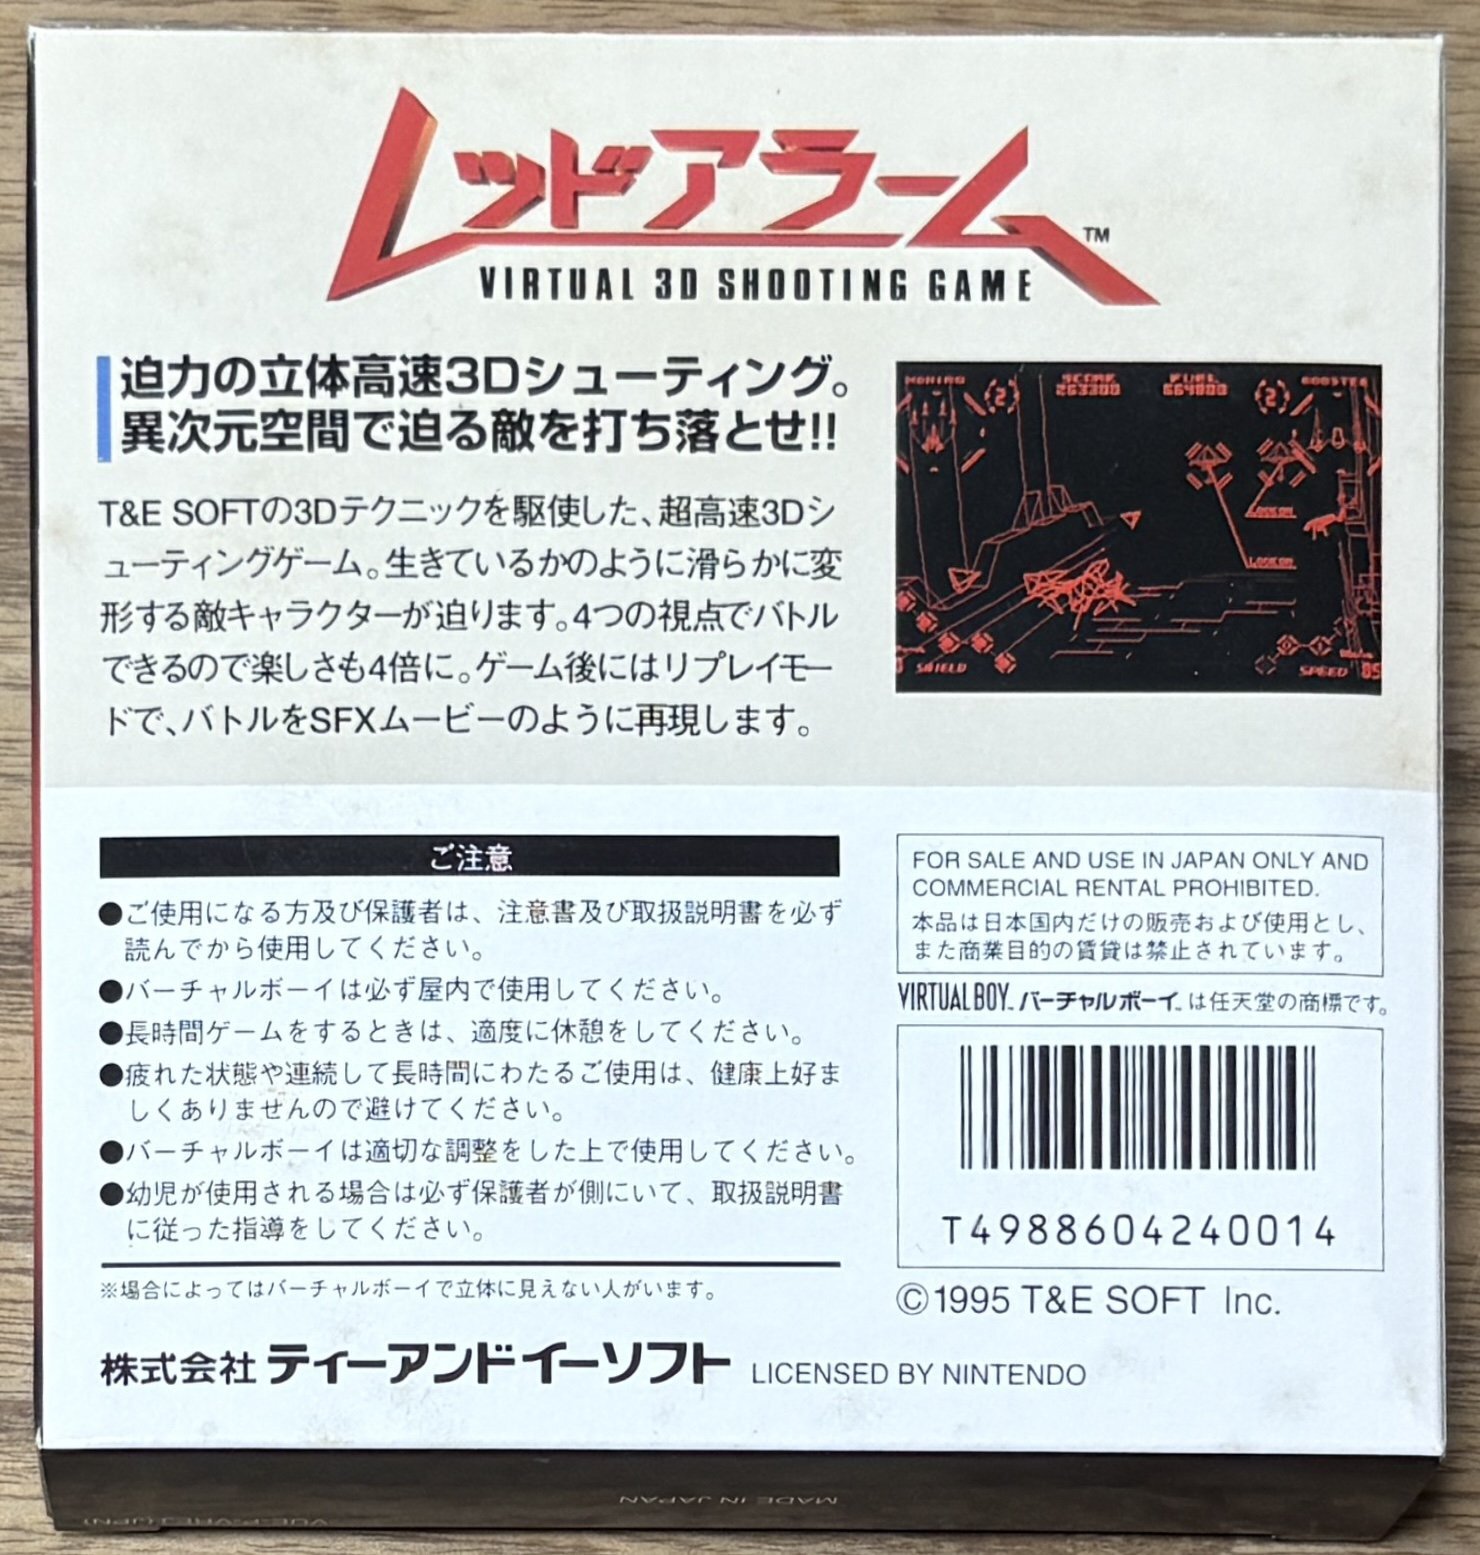 レッドアラーム™
VIRTUAL 3D SHOOTING GAME
迫力の立体高速3Dシューティング。
異次元空間で迫る敵を打ち落とせ!!
T&E SOFTの3Dテクニックを駆使した、超高速3Dシ
ューティングゲーム。生きているかのように滑らかに変
形する敵キャラクターが迫ります。4つの視点でバトル
できるので楽しさも4倍に。ゲーム後にはリプレイモー
ドで、バトルをSFXムービーのように再現します。
SCORE
FUEL
BOOSTER
LOCKON
LOCKON
SHIELD
SPEED
ご注意
●ご使用になる方及び保護者は、注意書及び取扱説明書を必ず
読んでから使用してください。
●バーチャルボーイは必ず屋内で使用してください。
●長時間ゲームをするときは、適度に休憩をしてください。
●疲れた状態や連続して長時間にわたるご使用は、健康上好ま
しくありませんので避けてください。
●バーチャルボーイは適切な調整をした上で使用してください。
●幼児が使用される場合は必ず保護者が側にいて、取扱説明書
に従った指導をしてください。
※場合によってはバーチャルボーイで立体に見えない人がいます。
株式会社 ティーアンドイーソフト LICENSED BY NINTENDO
FOR SALE AND USE IN JAPAN ONLY AND
COMMERCIAL RENTAL PROHIBITED.
本品は日本国内だけの販売および使用とし、
また商業目的の賃貸は禁止されています。
VIRTUAL BOY™ バーチャルボーイ™は任天堂の商標です。
T4988604240014
©1995 T&E SOFT Inc.
MADE IN JAPAN
VUE-P-VREJ (JPN)